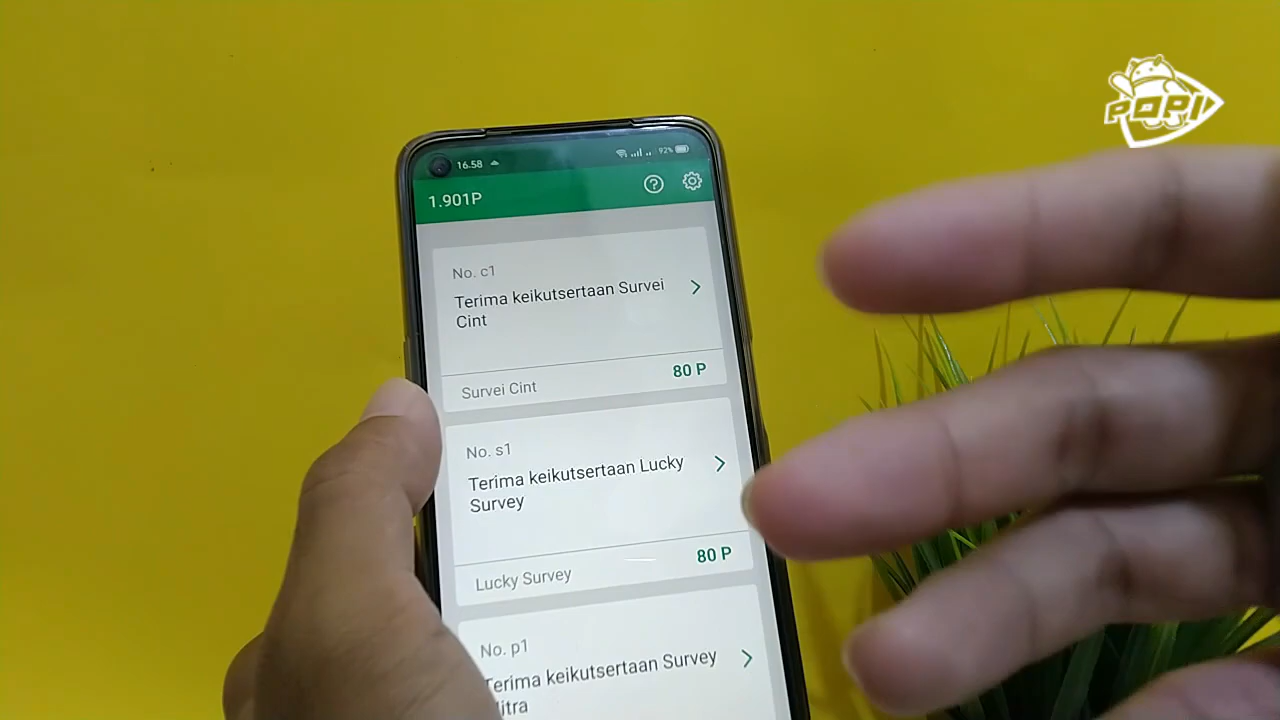 POPI
16.58
92%
1.901P
No. c1
Terima keikutsertaan Survei
Cint
Survei Cint
80 P
No. s1
Terima keikutsertaan Lucky
Survey
Lucky Survey
80 P
No. p1
Terima keikutsertaan Survey